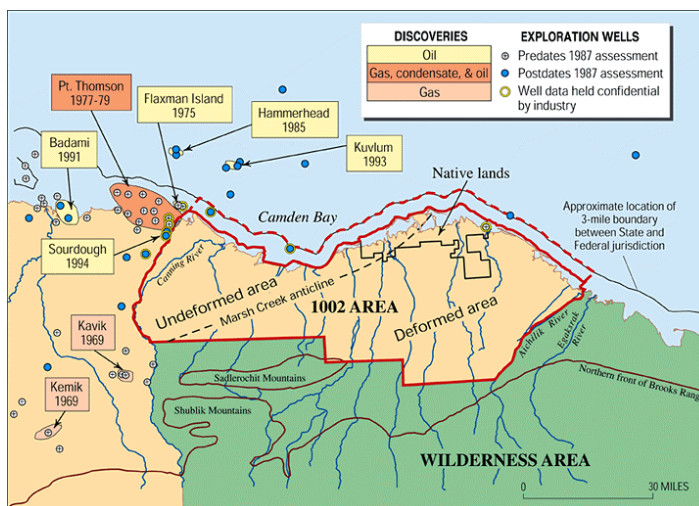 DISCOVERIES
Oil
Gas, condensate, & oil
Gas
EXPLORATION WELLS
Predates 1987 assessment
Postdates 1987 assessment
Well data held confidential
by industry
Pt. Thomson
1977-79
Flaxman Island
1975
Hammerhead
1985
Kuvlum
1993
Badami
1991
Native lands
Camden Bay
Approximate location of
3-mile boundary
between State and
Federal jurisdiction
Sourdough
1994
Canning River
Undeformed area
Marsh Creek anticline
1002 AREA
Deformed area
Aichilik River
Egaksrak
River
Kavik
1969
Kemik
1969
Sadlerochit Mountains
Shublik Mountains
Northern front of Brooks Rang
WILDERNESS AREA
0
30 MILES